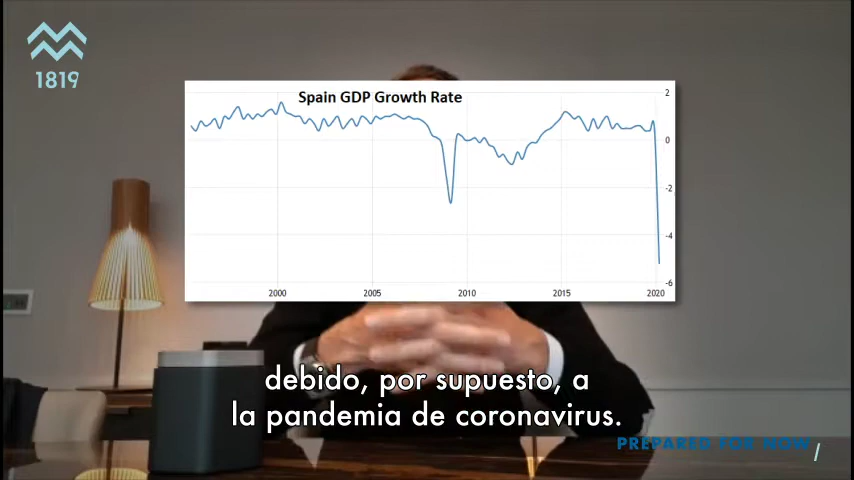 1819
Spain GDP Growth Rate
2
0
-2
-4
-6
2000
2005
2010
2015
2020
debido, por supuesto, a
la pandemia de coronavirus.
PREPARED FOR NOW